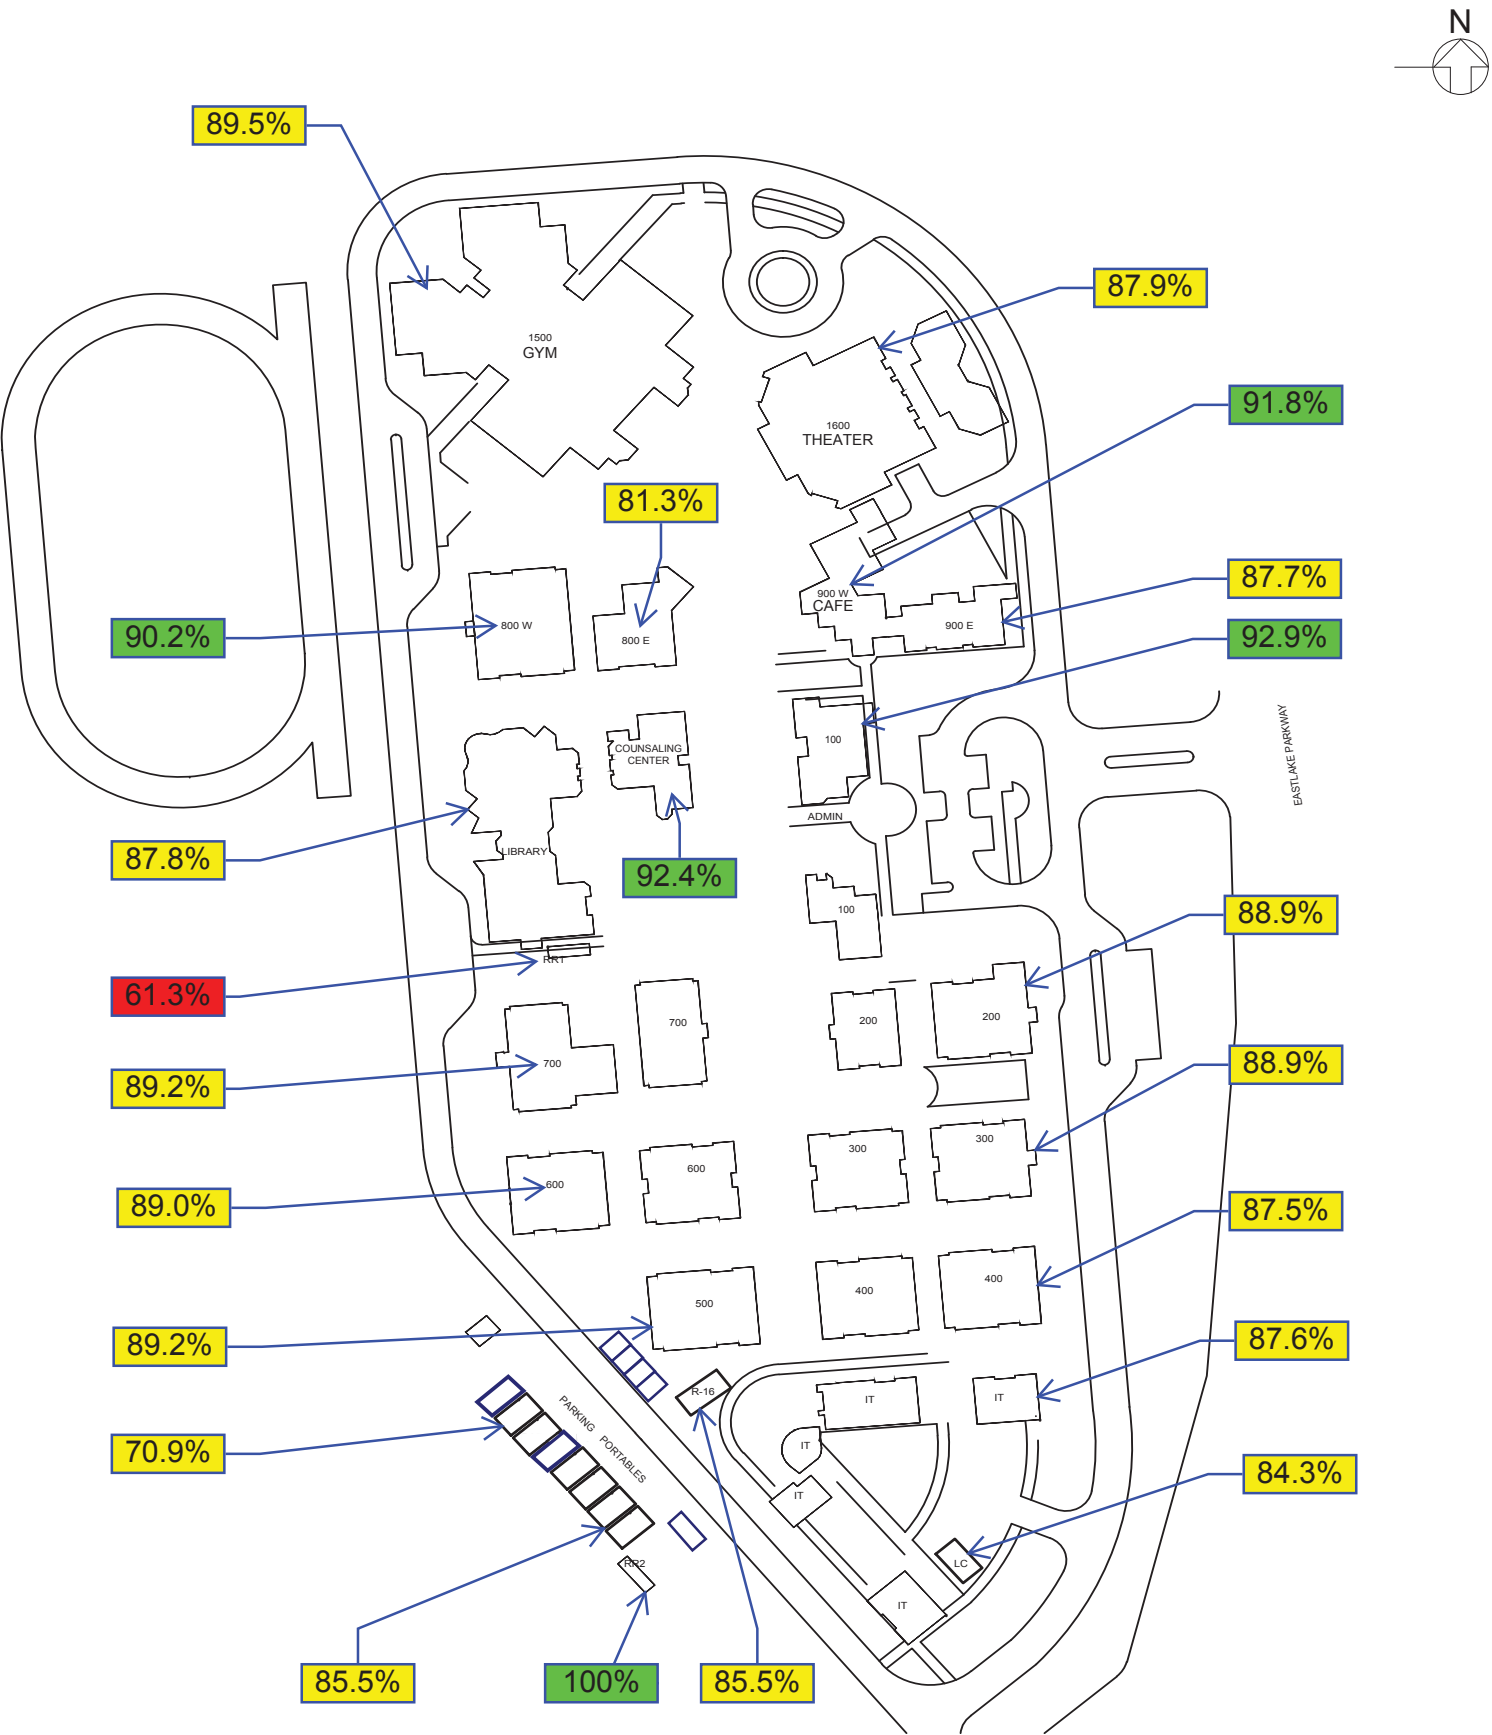 N
89.5%
87.9%
1500
GYM
91.8%
1600
THEATER
81.3%
87.7%
900 W
CAFE
90.2%
800 W
800 E
900 E
92.9%
EASTLAKE PARKWAY
100
COUNSALING
CENTER
ADMIN
87.8%
LIBRARY
92.4%
100
88.9%
RR1
61.3%
700
200
200
89.2%
700
88.9%
300
300
600
89.0%
600
87.5%
400
400
500
89.2%
87.6%
R-16
IT
IT
PARKING PORTABLES
70.9%
IT
84.3%
IT
RR2
LC
IT
85.5%
100%
85.5%